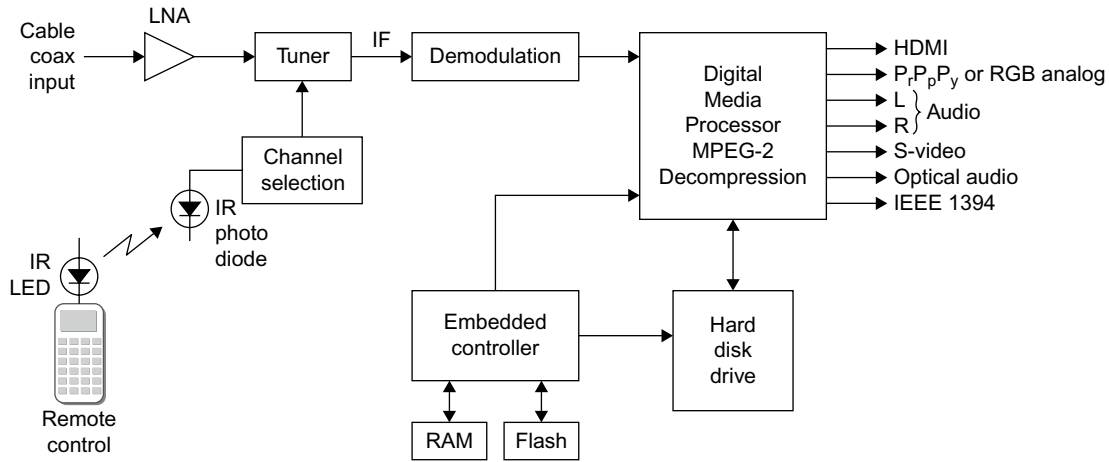 Cable
coax
input
LNA
Tuner
IF
Demodulation
Digital
Media
Processor
MPEG-2
Decompression
HDMI
PrPpPy or RGB analog
L
R
Audio
S-video
Optical audio
IEEE 1394
Channel
selection
IR
photo
diode
IR
LED
Remote
control
Embedded
controller
Hard
disk
drive
RAM
Flash